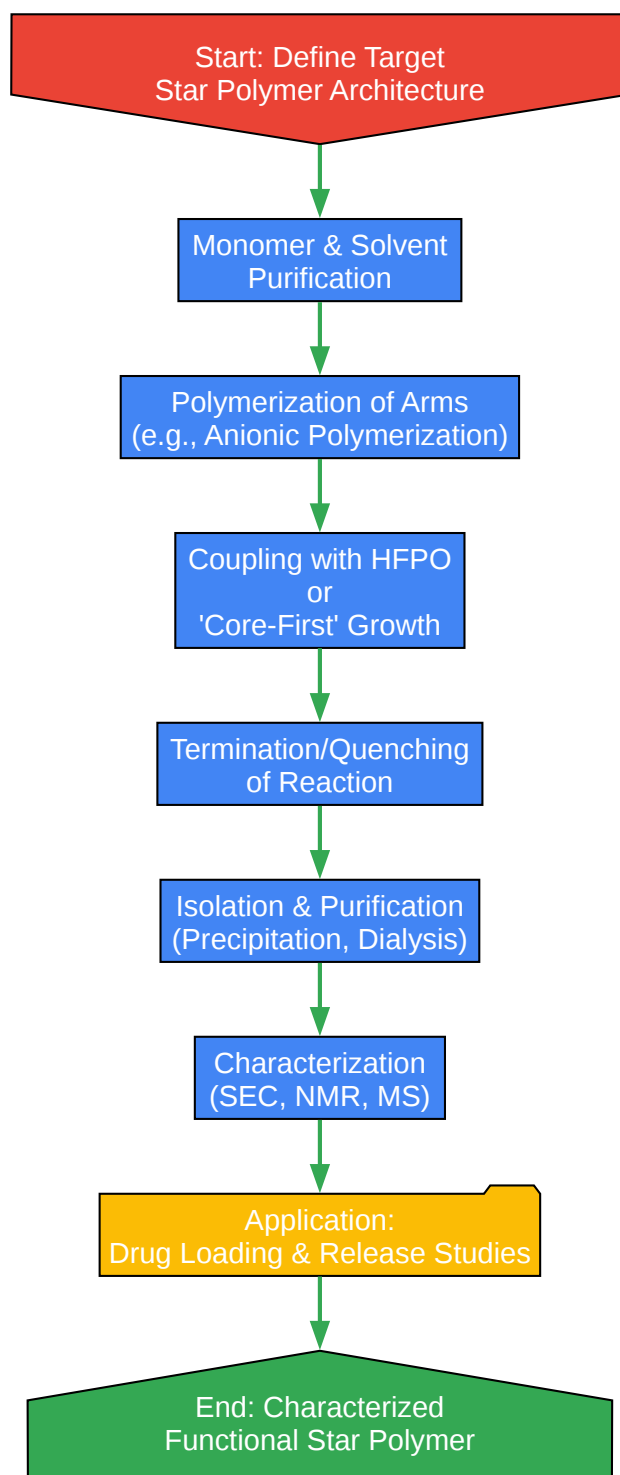 Start: Define Target
Star Polymer Architecture
Monomer & Solvent
Purification
Polymerization of Arms
(e.g., Anionic Polymerization)
Coupling with HFPO
or
'Core-First' Growth
Termination/Quenching
of Reaction
Isolation & Purification
(Precipitation, Dialysis)
Characterization
(SEC, NMR, MS)
Application:
Drug Loading & Release Studies
End: Characterized
Functional Star Polymer